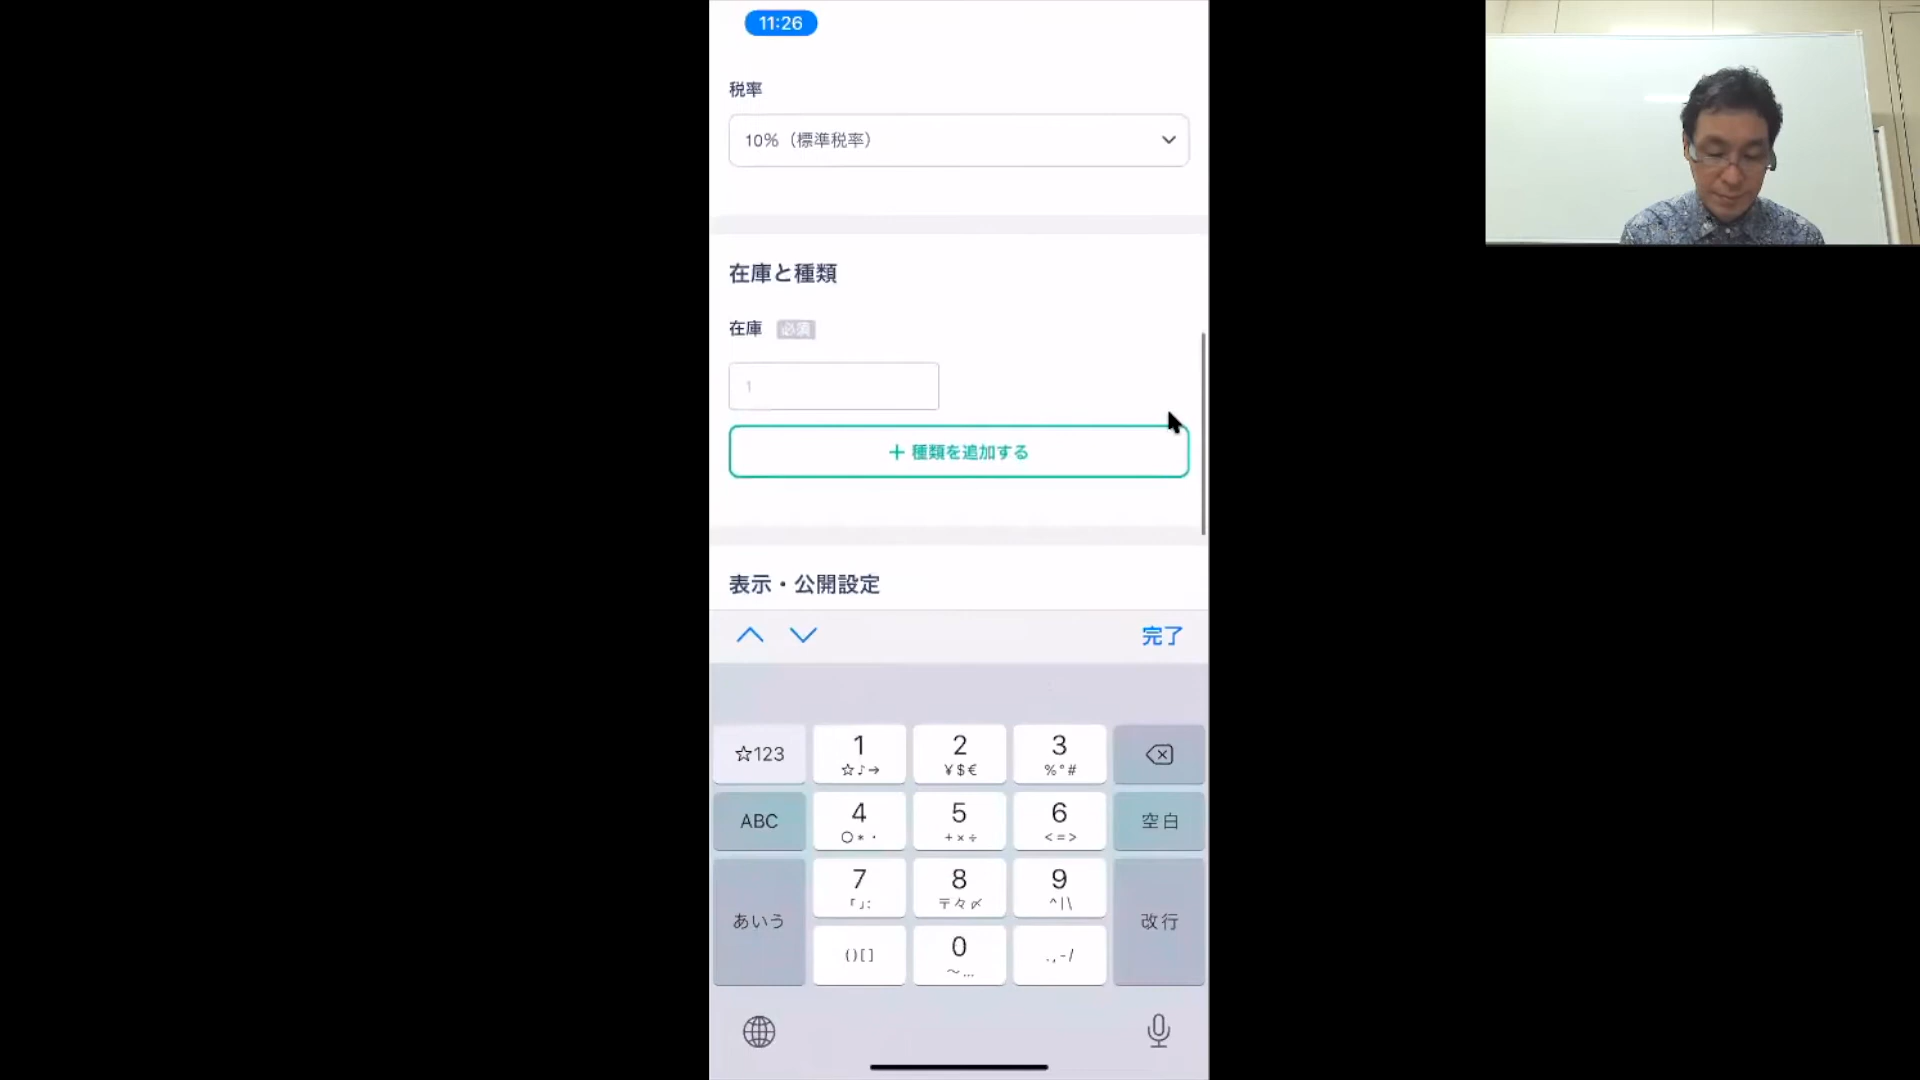 11:26
税率
10%（標準税率）
在庫と種類
在庫 必須
1
＋ 種類を追加する
表示・公開設定
完了
☆123
1
☆♪→
2
¥$€
3
%°#
ABC
4
○*・
5
+×÷
6
<=>
空白
あいう
7
「」:
8
〒々〆
9
^|\
改行
()[]
0
〜…
.,-/